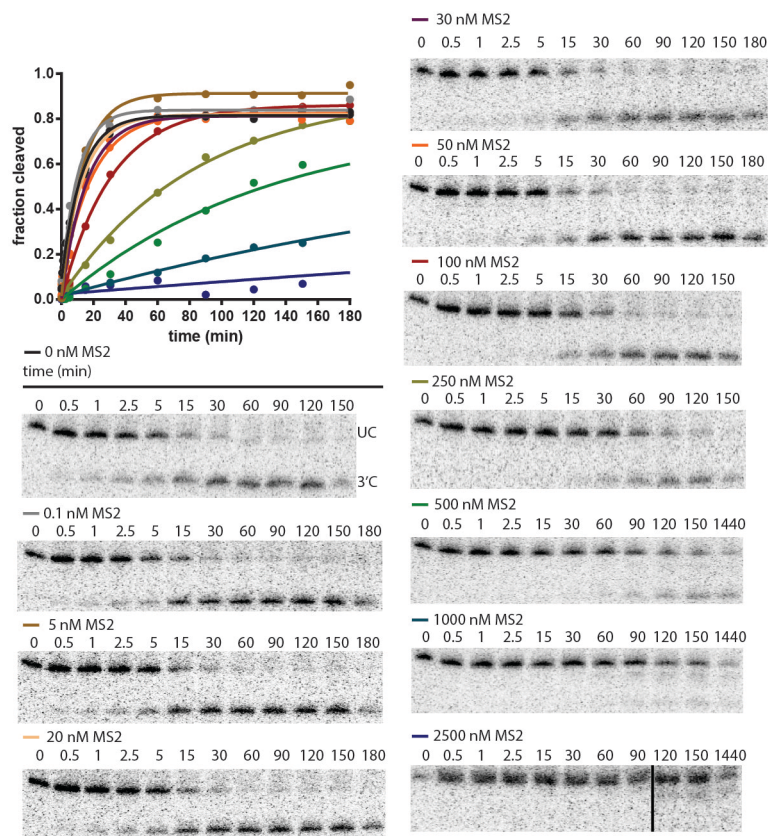 1.0
0.8
0.6
0.4
0.2
0.0
fraction cleaved
0 20 40 60 80 100 120 140 160 180
time (min)
0 nM MS2
time (min)
0 0.5 1 2.5 5 15 30 60 90 120 150
UC
3'C
0.1 nM MS2
0 0.5 1 2.5 5 15 30 60 90 120 150 180
5 nM MS2
0 0.5 1 2.5 5 15 30 60 90 120 150 180
20 nM MS2
0 0.5 1 2.5 5 15 30 60 90 120 150 180
30 nM MS2
0 0.5 1 2.5 5 15 30 60 90 120 150 180
50 nM MS2
0 0.5 1 2.5 5 15 30 60 90 120 150 180
100 nM MS2
0 0.5 1 2.5 5 15 30 60 90 120 150
250 nM MS2
0 0.5 1 2.5 5 15 30 60 90 120 150
500 nM MS2
0 0.5 1 2.5 5 15 30 60 90 120 150 1440
1000 nM MS2
0 0.5 1 2.5 5 15 30 60 90 120 150 1440
2500 nM MS2
0 0.5 1 2.5 5 15 30 60 90 120 150 1440